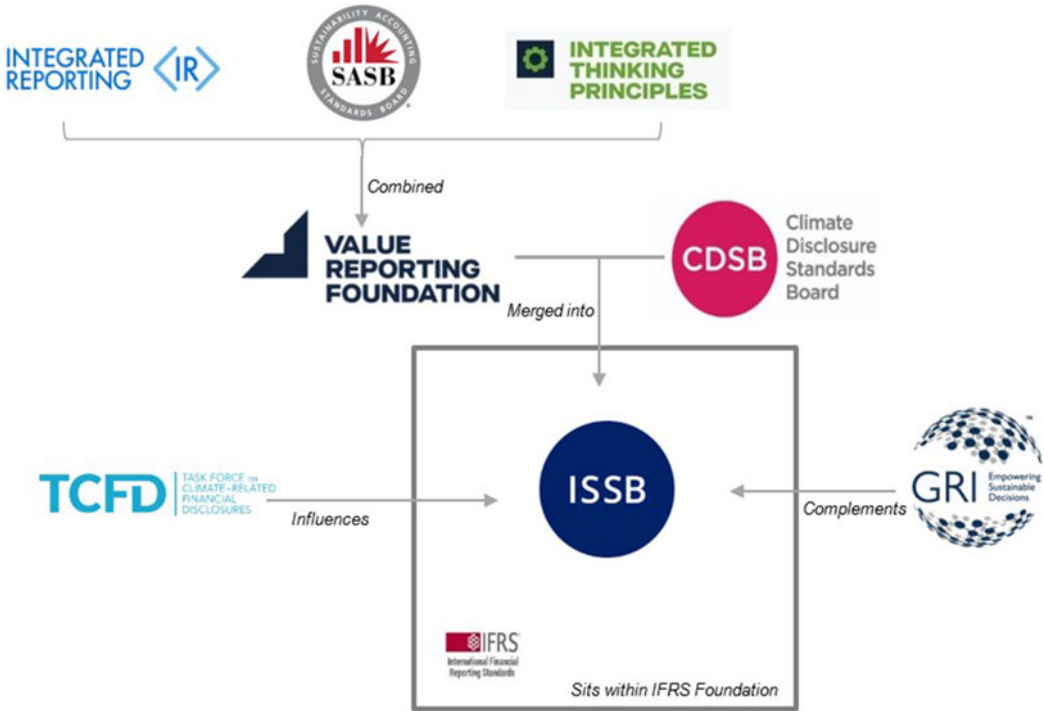 INTEGRATED
REPORTING <IR>
SUSTAINABILITY ACCOUNTING
SASB
STANDARDS BOARD
®
INTEGRATED
THINKING
PRINCIPLES
Combined
VALUE
REPORTING
FOUNDATION
CDSB
Climate
Disclosure
Standards
Board
Merged into
TCFD
TASK FORCE ON
CLIMATE-RELATED
FINANCIAL
DISCLOSURES
Influences
ISSB
Complements
GRI
Empowering
Sustainable
Decisions
™
IFRS
International Financial
Reporting Standards
Sits within IFRS Foundation